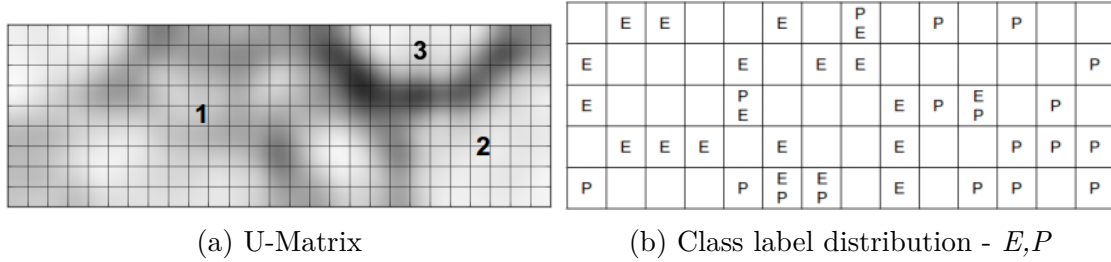 3
1
2
(a) U-Matrix
E E E P P P
E
E E E E P
E P E P E P
E P
E E E E E P P P
P P E E E P P P
P P
(b) Class label distribution - E,P